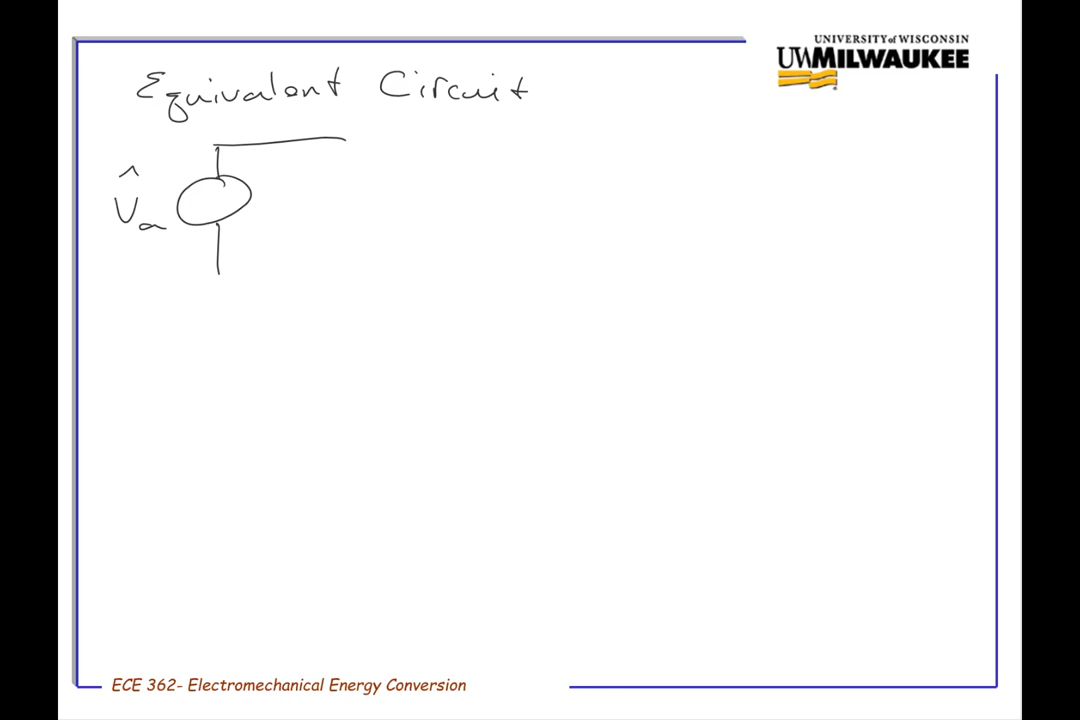 UNIVERSITY of WISCONSIN
UWMILWAUKEE
Equivalent Circuit
V̂a
ECE 362- Electromechanical Energy Conversion